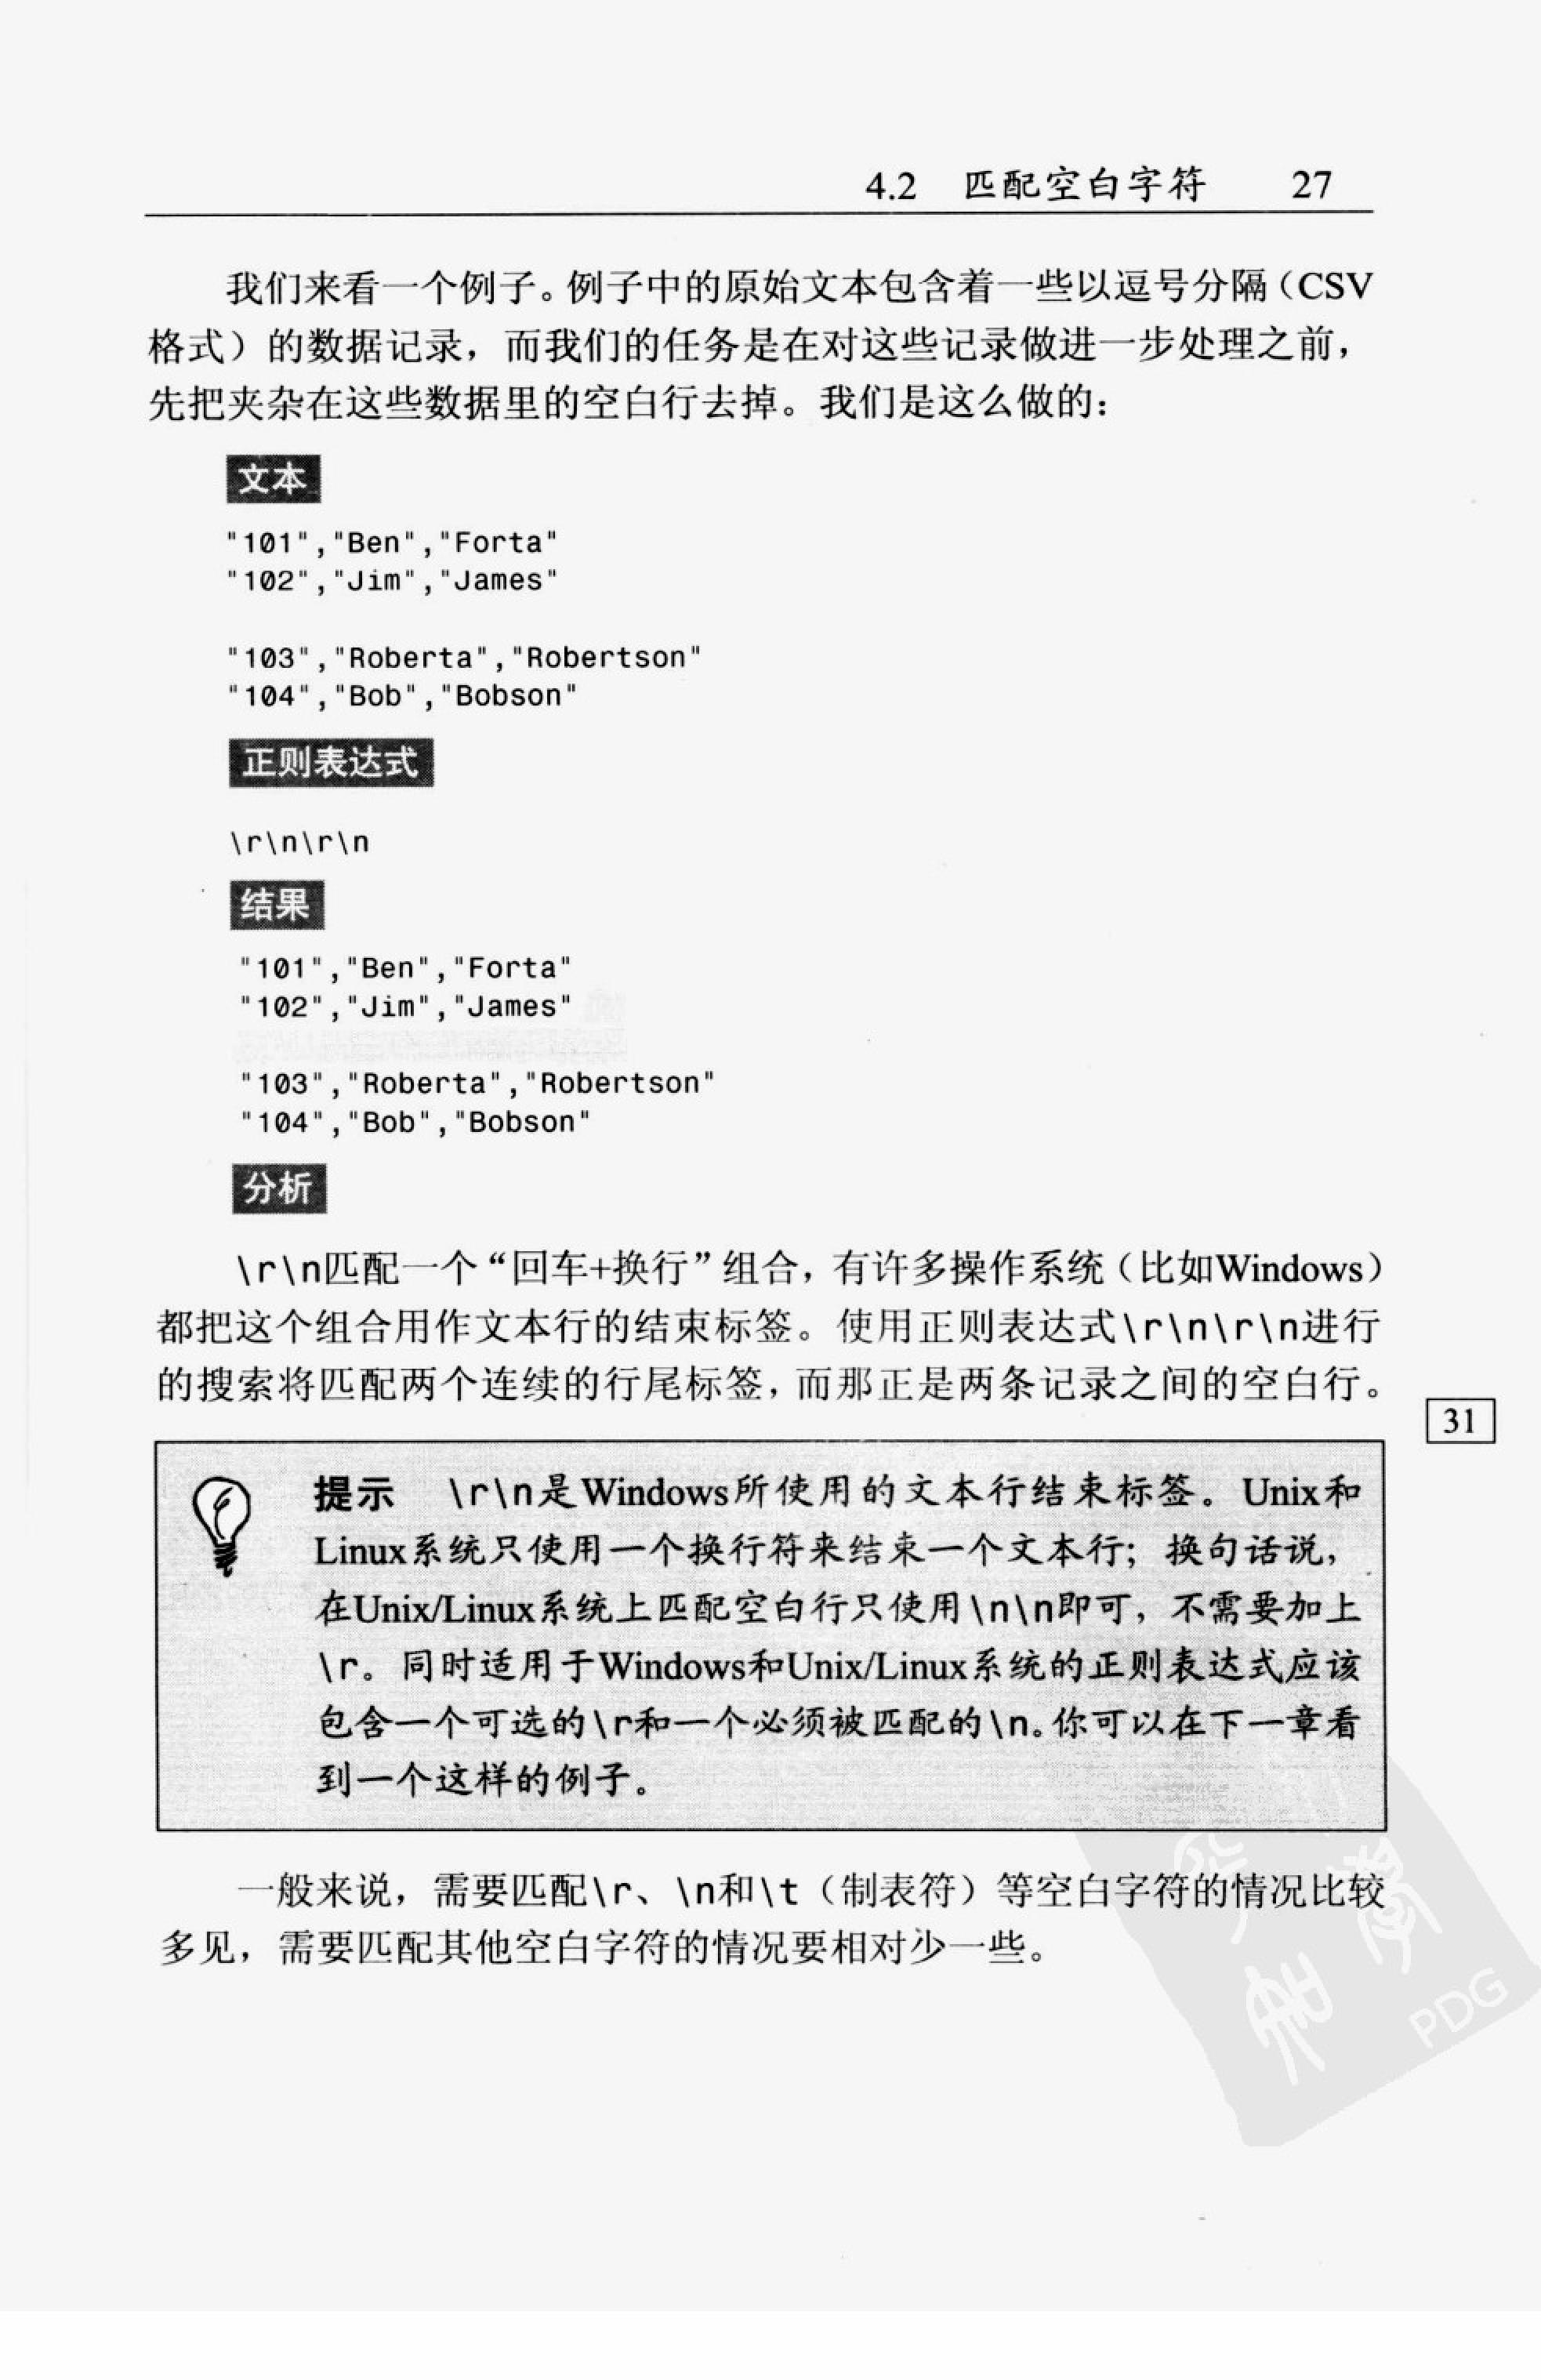 4.2 匹配空白字符 27
我们来看一个例子。例子中的原始文本包含着一些以逗号分隔（CSV
格式）的数据记录，而我们的任务是在对这些记录做进一步处理之前，
先把夹杂在这些数据里的空白行去掉。我们是这么做的：
文本
"101","Ben","Forta"
"102","Jim","James"
"103","Roberta","Robertson"
"104","Bob","Bobson"
正则表达式
\r\n\r\n
结果
"101","Ben","Forta"
"102","Jim","James"
"103","Roberta","Robertson"
"104","Bob","Bobson"
分析
\r\n匹配一个“回车+换行”组合，有许多操作系统（比如Windows）
都把这个组合用作文本行的结束标签。使用正则表达式\r\n\r\n进行
的搜索将匹配两个连续的行尾标签，而那正是两条记录之间的空白行。
31
提示 \r\n是Windows所使用的文本行结束标签。Unix和
Linux系统只使用一个换行符来结束一个文本行；换句话说，
在Unix/Linux系统上匹配空白行只使用\n\n即可，不需要加上
\r。同时适用于Windows和Unix/Linux系统的正则表达式应该
包含一个可选的\r和一个必须被匹配的\n。你可以在下一章看
到一个这样的例子。
一般来说，需要匹配\r、\n和\t（制表符）等空白字符的情况比较
多见，需要匹配其他空白字符的情况要相对少一些。
PDG